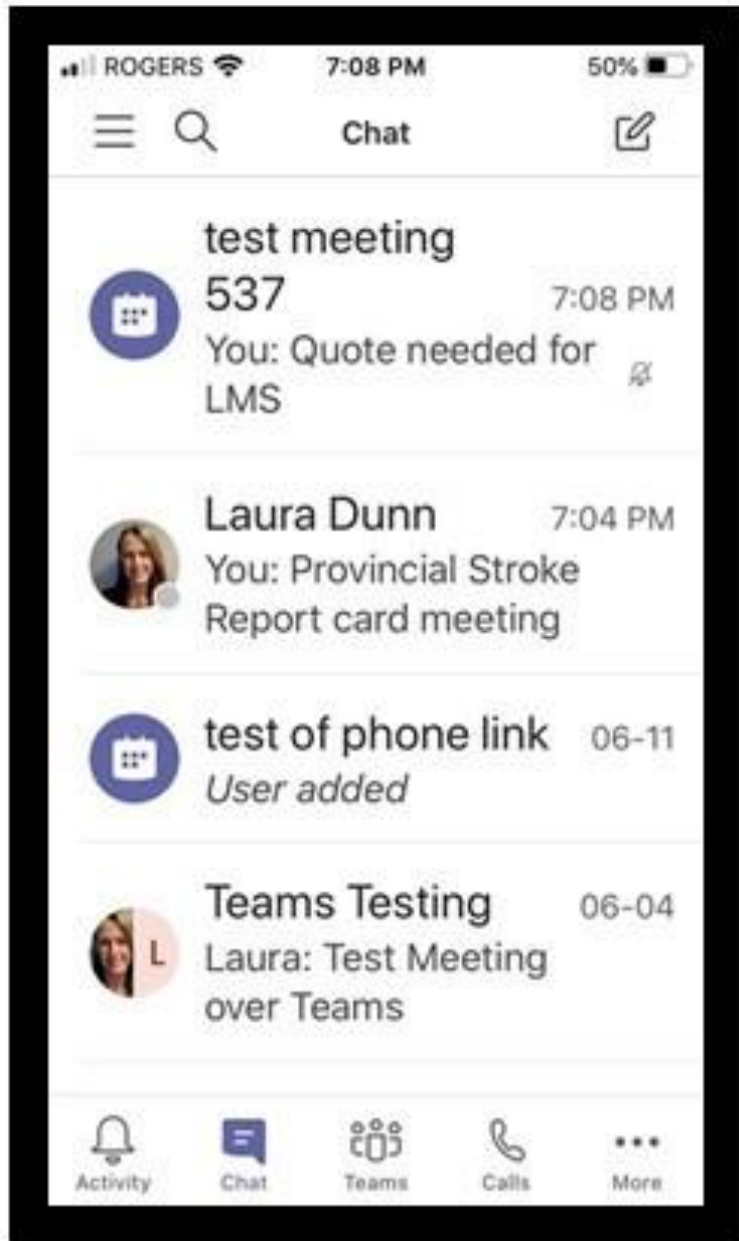 ROGERS 7:08 PM 50%
Chat
test meeting
537 7:08 PM
You: Quote needed for
LMS
Laura Dunn 7:04 PM
You: Provincial Stroke
Report card meeting
test of phone link 06-11
User added
Teams Testing 06-04
L
Laura: Test Meeting
over Teams
Activity Chat Teams Calls More